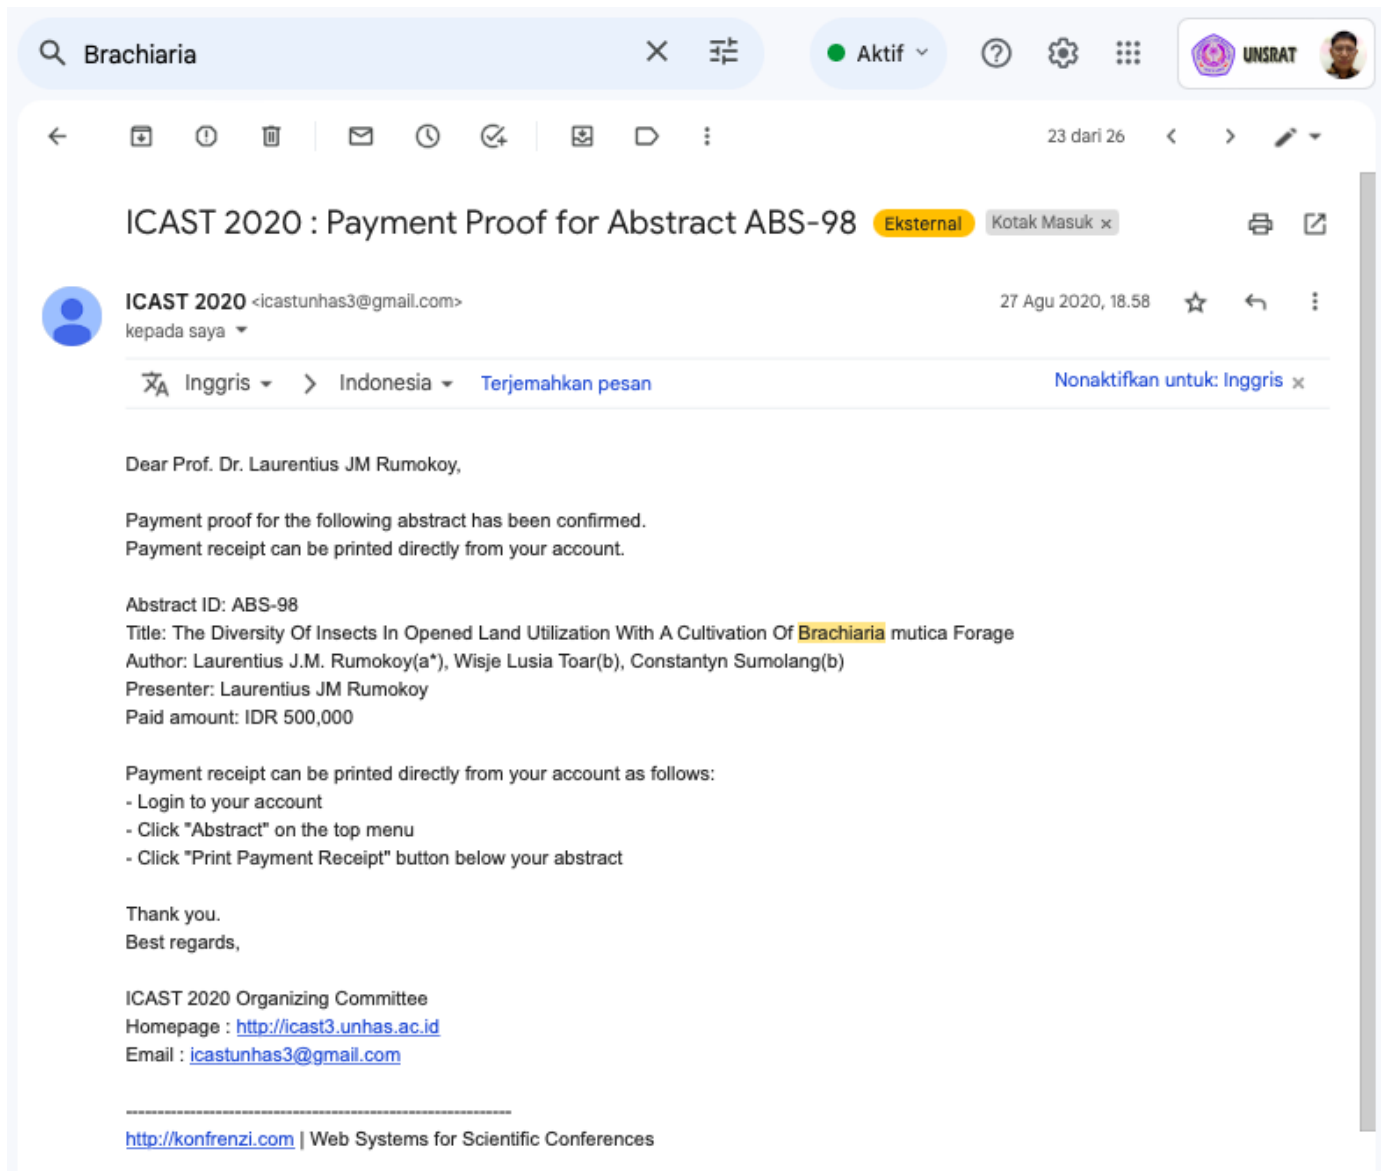 Brachiaria
Aktif
UNSRAT
23 dari 26
ICAST 2020 : Payment Proof for Abstract ABS-98 Eksternal Kotak Masuk x
ICAST 2020 <icastunhas3@gmail.com> 27 Agu 2020, 18.58
kepada saya
Inggris > Indonesia Terjemahkan pesan Nonaktifkan untuk: Inggris x
Dear Prof. Dr. Laurentius JM Rumokoy,
Payment proof for the following abstract has been confirmed.
Payment receipt can be printed directly from your account.
Abstract ID: ABS-98
Title: The Diversity Of Insects In Opened Land Utilization With A Cultivation Of Brachiaria mutica Forage
Author: Laurentius J.M. Rumokoy(a*), Wisje Lusia Toar(b), Constantyn Sumolang(b)
Presenter: Laurentius JM Rumokoy
Paid amount: IDR 500,000
Payment receipt can be printed directly from your account as follows:
- Login to your account
- Click "Abstract" on the top menu
- Click "Print Payment Receipt" button below your abstract
Thank you.
Best regards,
ICAST 2020 Organizing Committee
Homepage : http://icast3.unhas.ac.id
Email : icastunhas3@gmail.com
------------------------------------------------------------
http://konfrenzi.com | Web Systems for Scientific Conferences